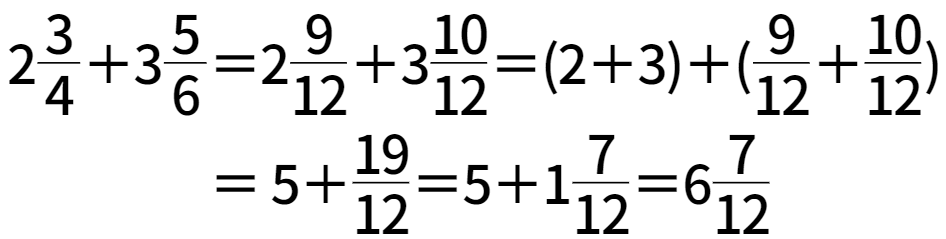 2 3/4 + 3 5/6 = 2 9/12 + 3 10/12 = (2+3) + (9/12 + 10/12)
= 5 + 19/12 = 5 + 1 7/12 = 6 7/12